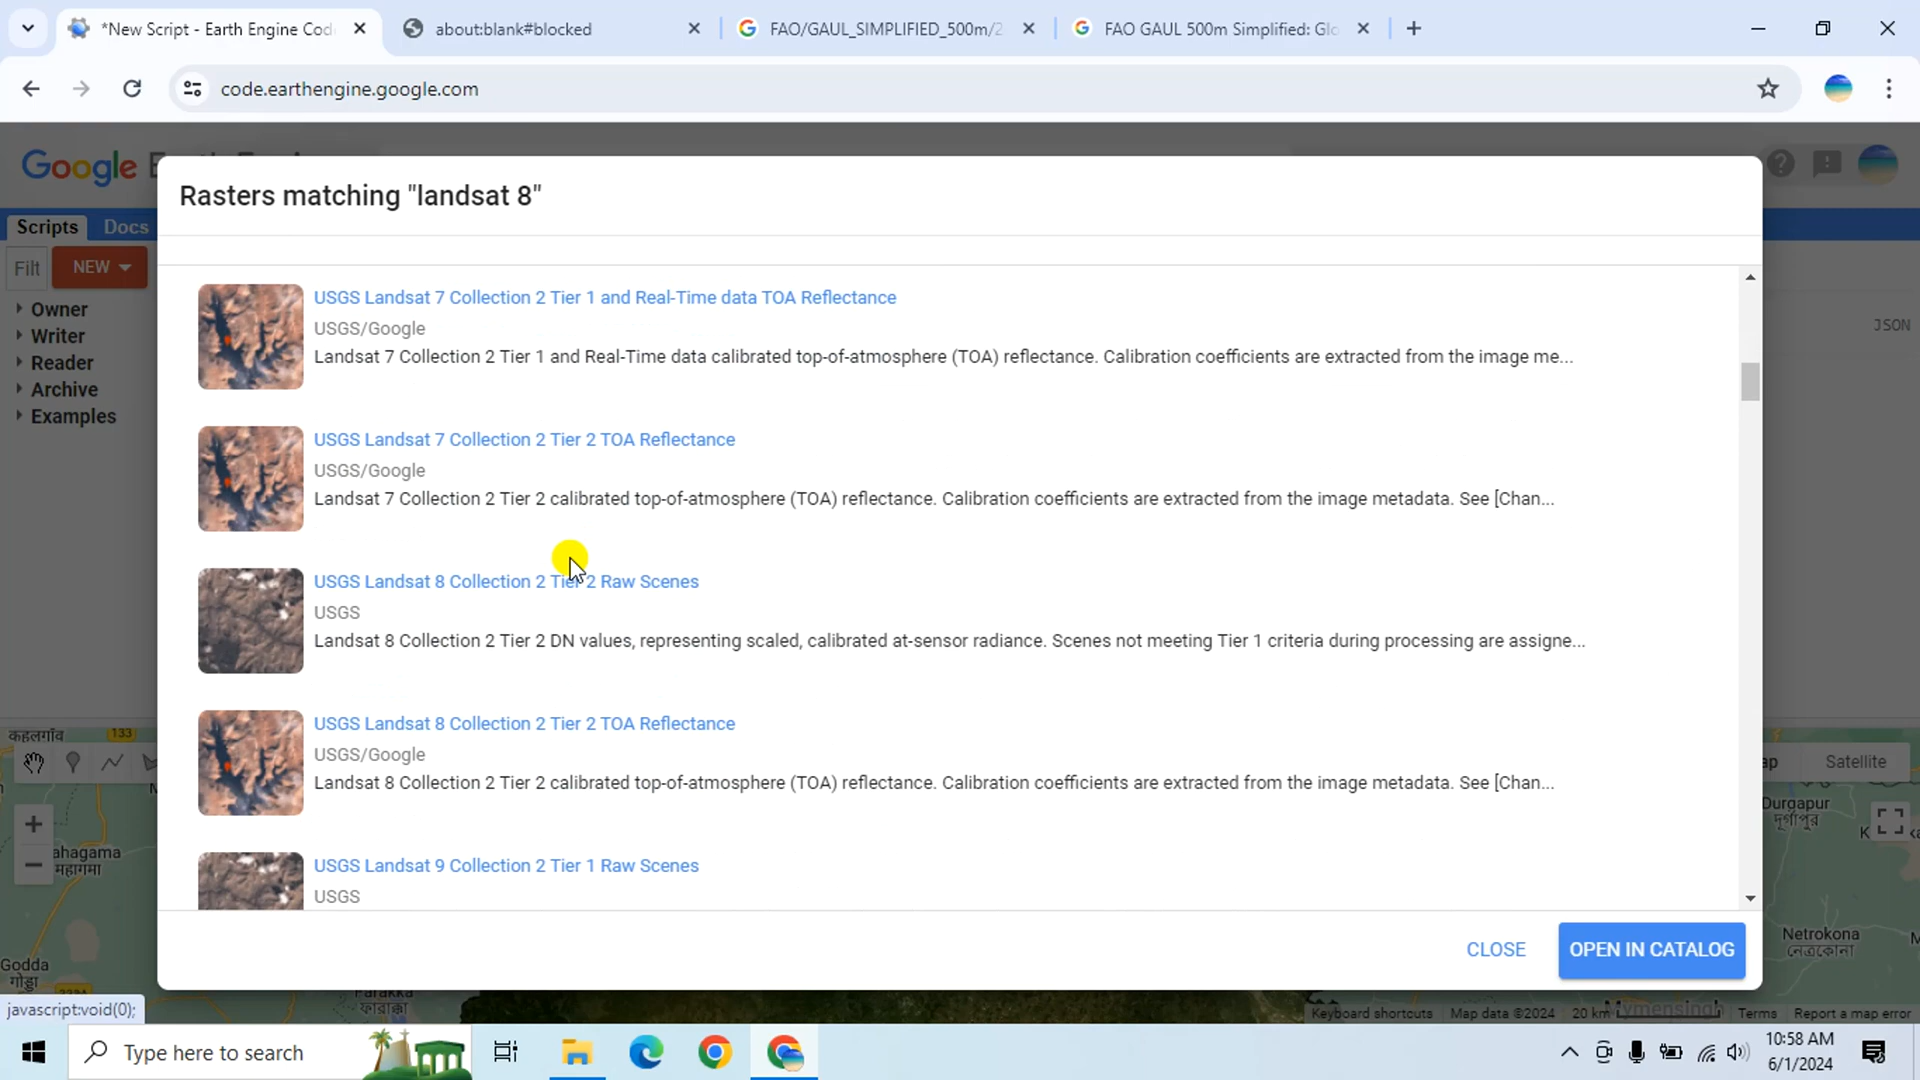 *New Script - Earth Engine Cod
about:blank#blocked
FAO/GAUL_SIMPLIFIED_500m/2
FAO GAUL 500m Simplified: Glo
code.earthengine.google.com
Google Earth Engine
Rasters matching "landsat 8"
Scripts
Docs
Filt
NEW
Owner
Writer
Reader
Archive
Examples
JSON
USGS Landsat 7 Collection 2 Tier 1 and Real-Time data TOA Reflectance
USGS/Google
Landsat 7 Collection 2 Tier 1 and Real-Time data calibrated top-of-atmosphere (TOA) reflectance. Calibration coefficients are extracted from the image me...
USGS Landsat 7 Collection 2 Tier 2 TOA Reflectance
USGS/Google
Landsat 7 Collection 2 Tier 2 calibrated top-of-atmosphere (TOA) reflectance. Calibration coefficients are extracted from the image metadata. See [Chan...
USGS Landsat 8 Collection 2 Tier 2 Raw Scenes
USGS
Landsat 8 Collection 2 Tier 2 DN values, representing scaled, calibrated at-sensor radiance. Scenes not meeting Tier 1 criteria during processing are assigne...
USGS Landsat 8 Collection 2 Tier 2 TOA Reflectance
USGS/Google
Landsat 8 Collection 2 Tier 2 calibrated top-of-atmosphere (TOA) reflectance. Calibration coefficients are extracted from the image metadata. See [Chan...
USGS Landsat 9 Collection 2 Tier 1 Raw Scenes
USGS
CLOSE
OPEN IN CATALOG
कहलगाँव
133
ap
Satellite
Durgapur
দুর্গাপুর
ahagama
महागामा
Netrokona
নেত্রকোনা
Godda
गोड्डा
Farakka
ফারাক্কা
javascript:void(0);
Keyboard shortcuts
Map data ©2024
20 km
Mymensingh
Terms
Report a map error
Type here to search
10:58 AM
6/1/2024